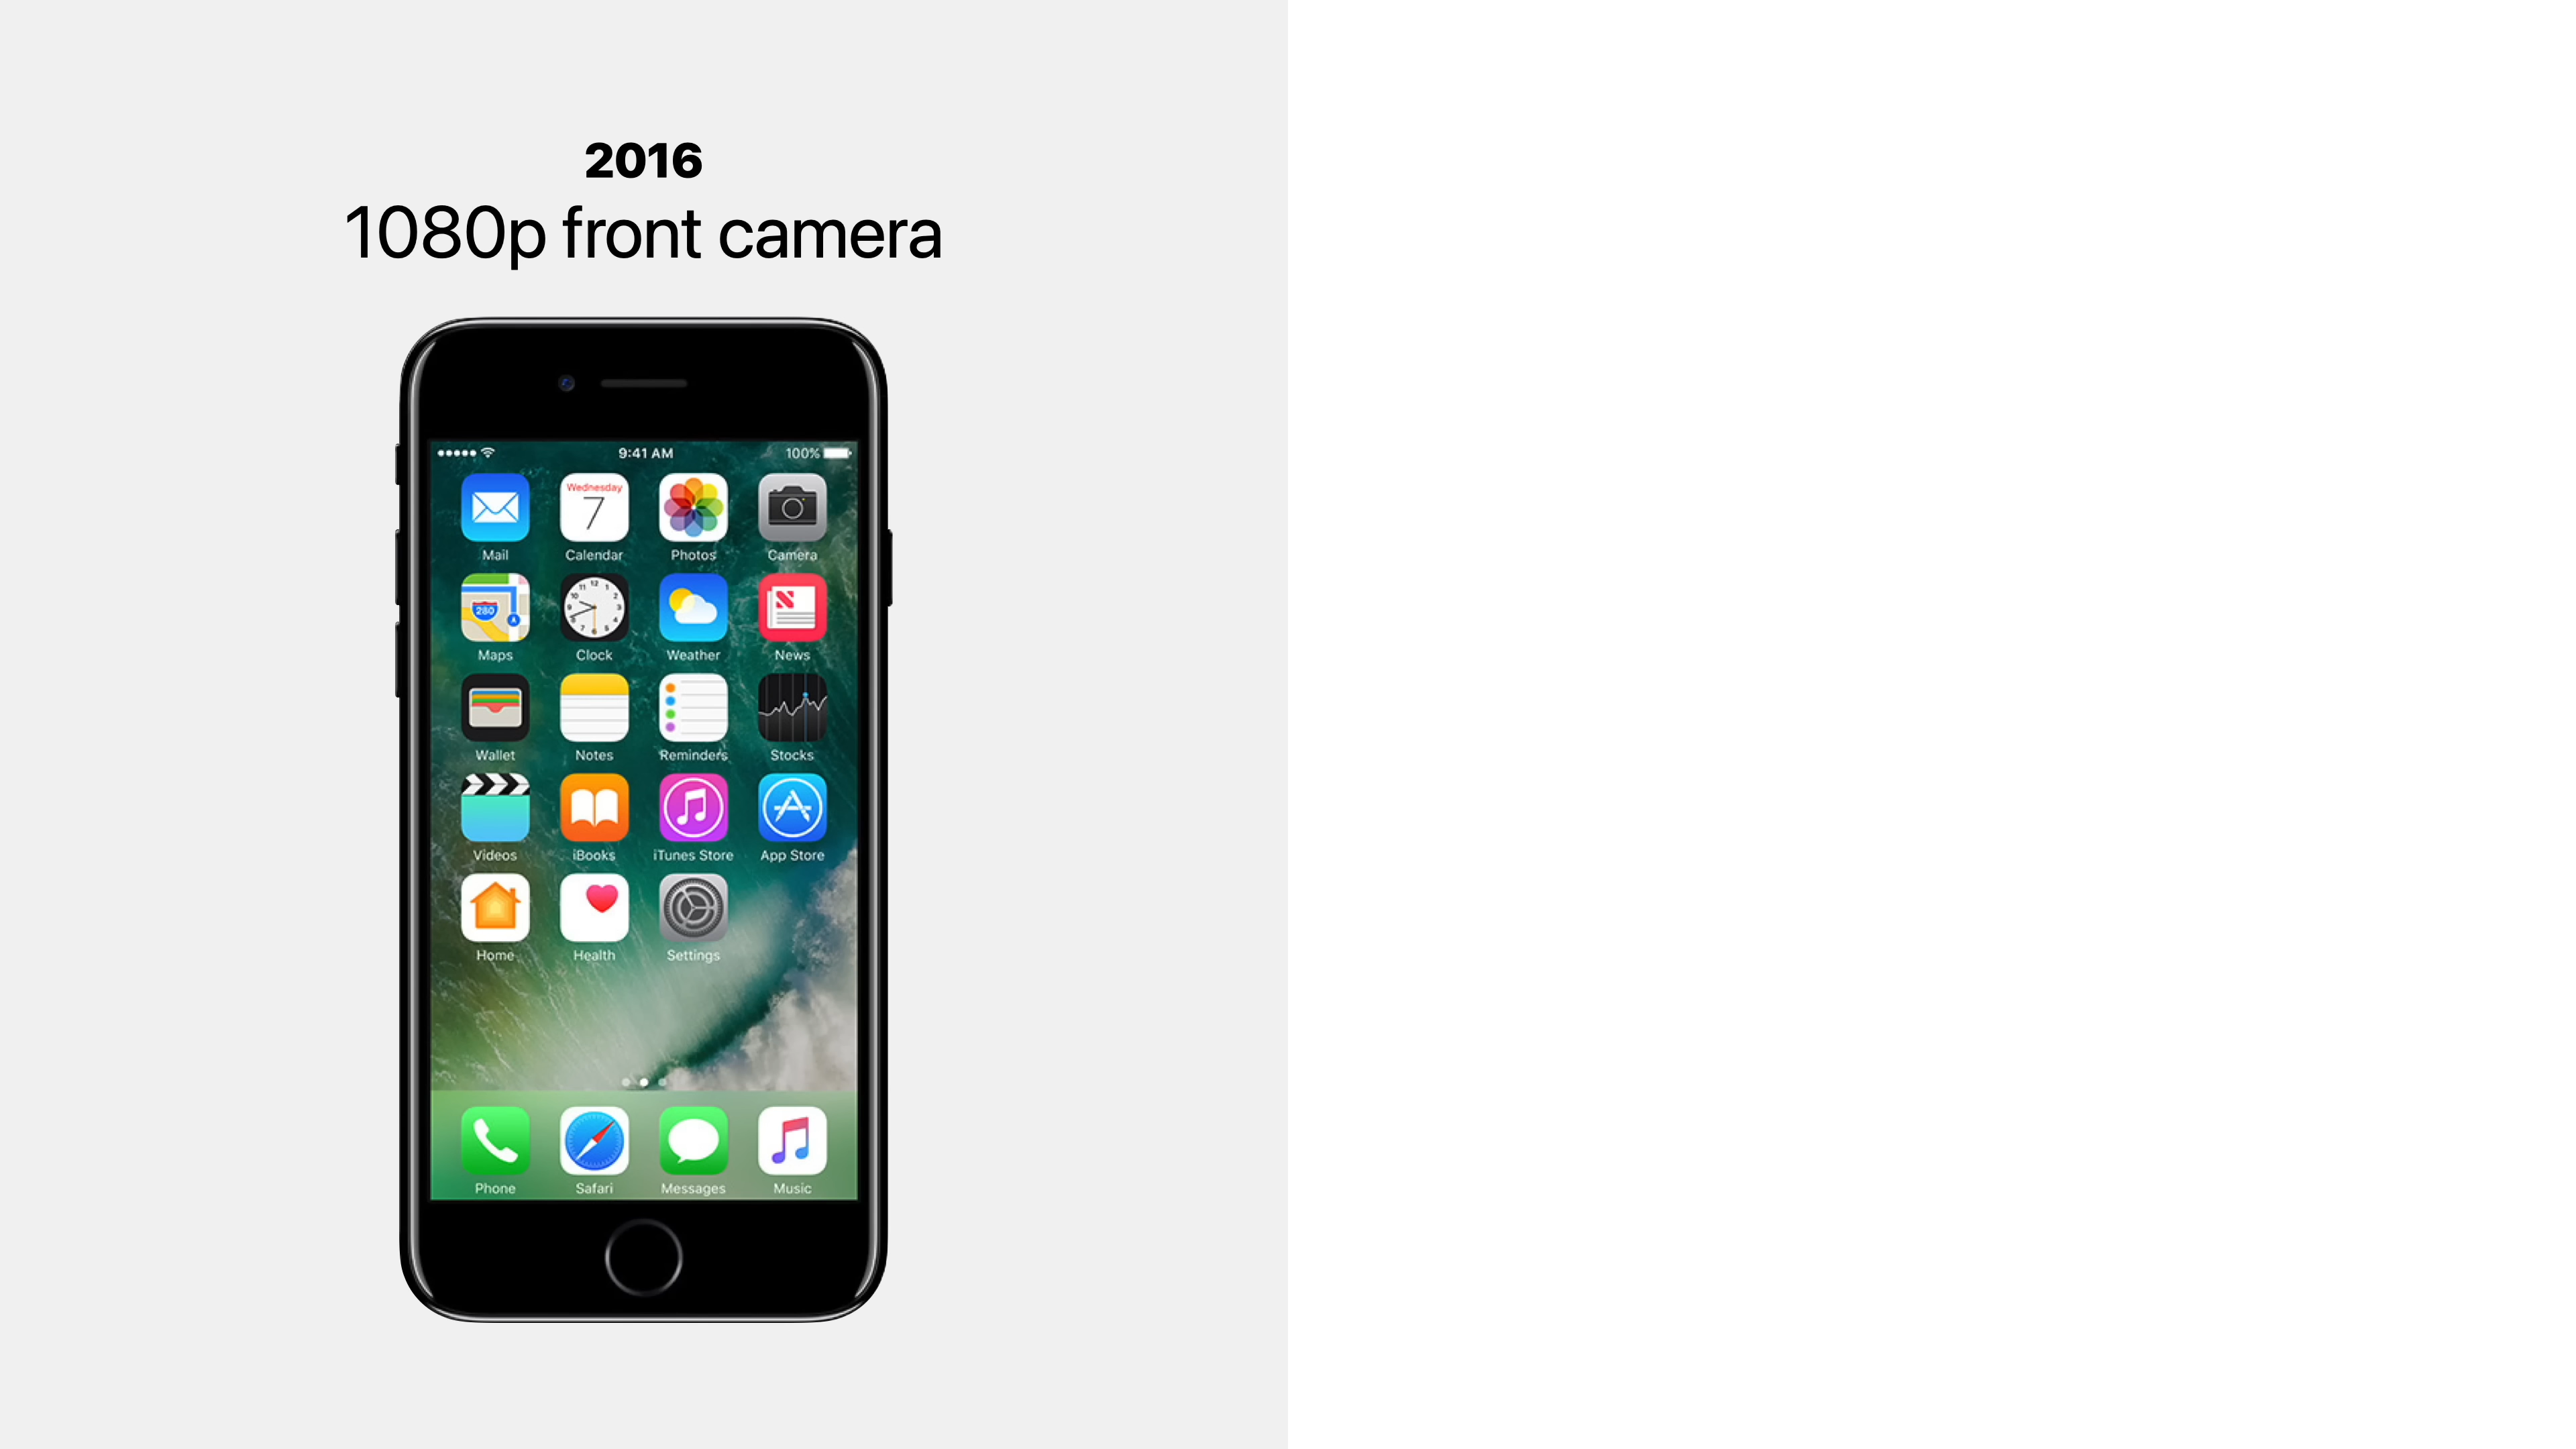 2016
1080p front camera
9:41 AM 100%
Wednesday
7
Mail Calendar Photos Camera
280
Maps Clock Weather News
Wallet Notes Reminders Stocks
Videos iBooks iTunes Store App Store
Home Health Settings
Phone Safari Messages Music